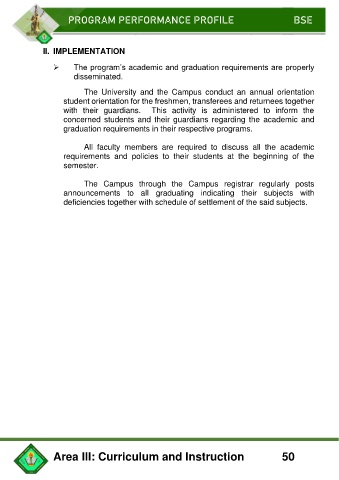 PROGRAM PERFORMANCE PROFILE BSE
II. IMPLEMENTATION
➢ The program's academic and graduation requirements are properly
disseminated.
The University and the Campus conduct an annual orientation
student orientation for the freshmen, transferees and returnees together
with their guardians. This activity is administered to inform the
concerned students and their guardians regarding the academic and
graduation requirements in their respective programs.
All faculty members are required to discuss all the academic
requirements and policies to their students at the beginning of the
semester.
The Campus through the Campus registrar regularly posts
announcements to all graduating indicating their subjects with
deficiencies together with schedule of settlement of the said subjects.
Area III: Curriculum and Instruction 50